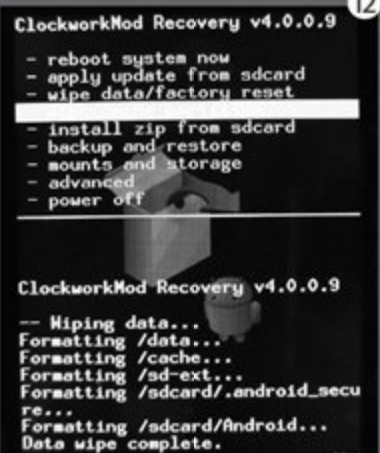 12
ClockworkMod Recovery v4.0.0.9
- reboot system now
- apply update from sdcard
- wipe data/factory reset
- install zip from sdcard
- backup and restore
- mounts and storage
- advanced
- power off
ClockworkMod Recovery v4.0.0.9
-- Wiping data...
Formatting /data...
Formatting /cache...
Formatting /sd-ext...
Formatting /sdcard/.android_secu
re...
Formatting /sdcard/Android...
Data wipe complete.